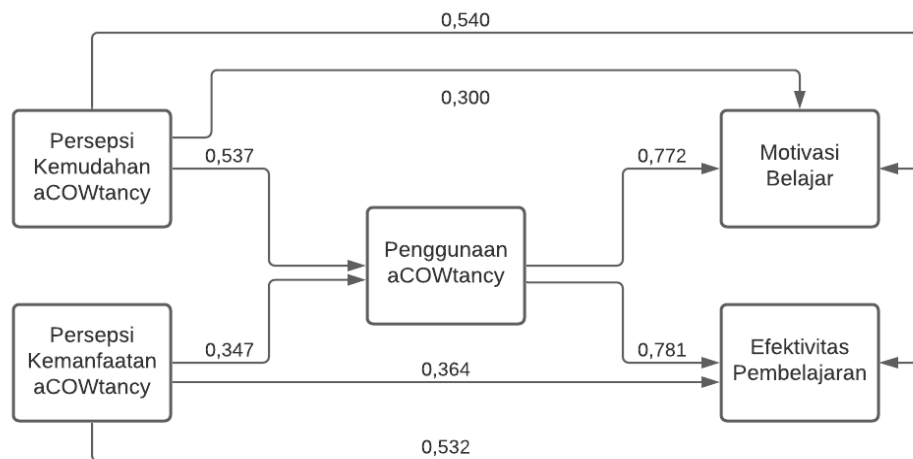 0,540
0,300
Persepsi
Kemudahan
aCOWtancy
0,537
0,772
Motivasi
Belajar
Penggunaan
aCOWtancy
Persepsi
Kemanfaatan
aCOWtancy
0,347
0,364
0,781
Efektivitas
Pembelajaran
0,532